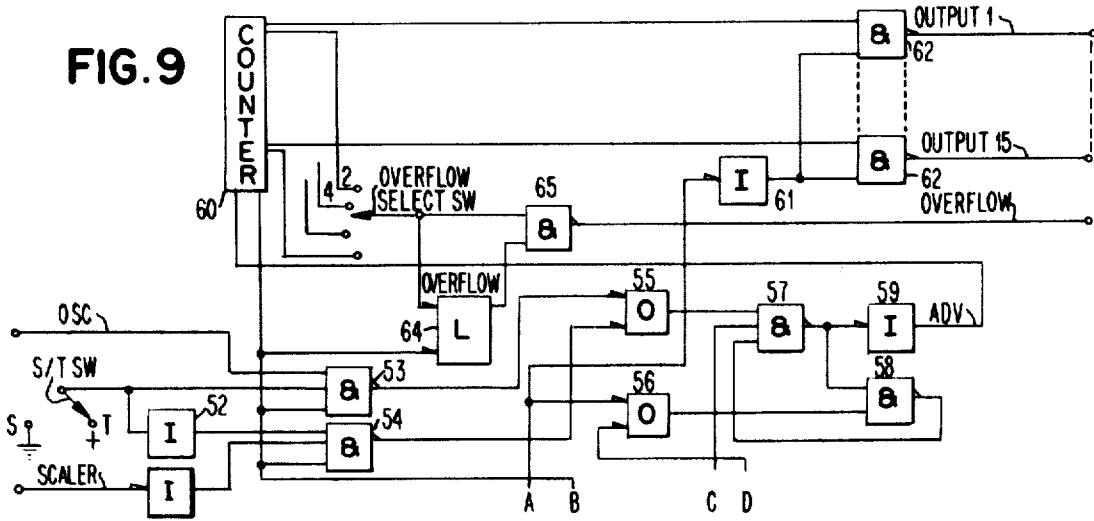 FIG. 9
COUNTER
60
&
62
OUTPUT 1
&
62
OUTPUT 15
I
61
2
4
OVERFLOW
SELECT SW
65
&
OVERFLOW
OVERFLOW
64
L
55
O
57
&
59
I
ADV
OSC
S/T SW
S
T
+
52
I
53
&
54
&
56
O
58
&
SCALER
I
A
B
C
D